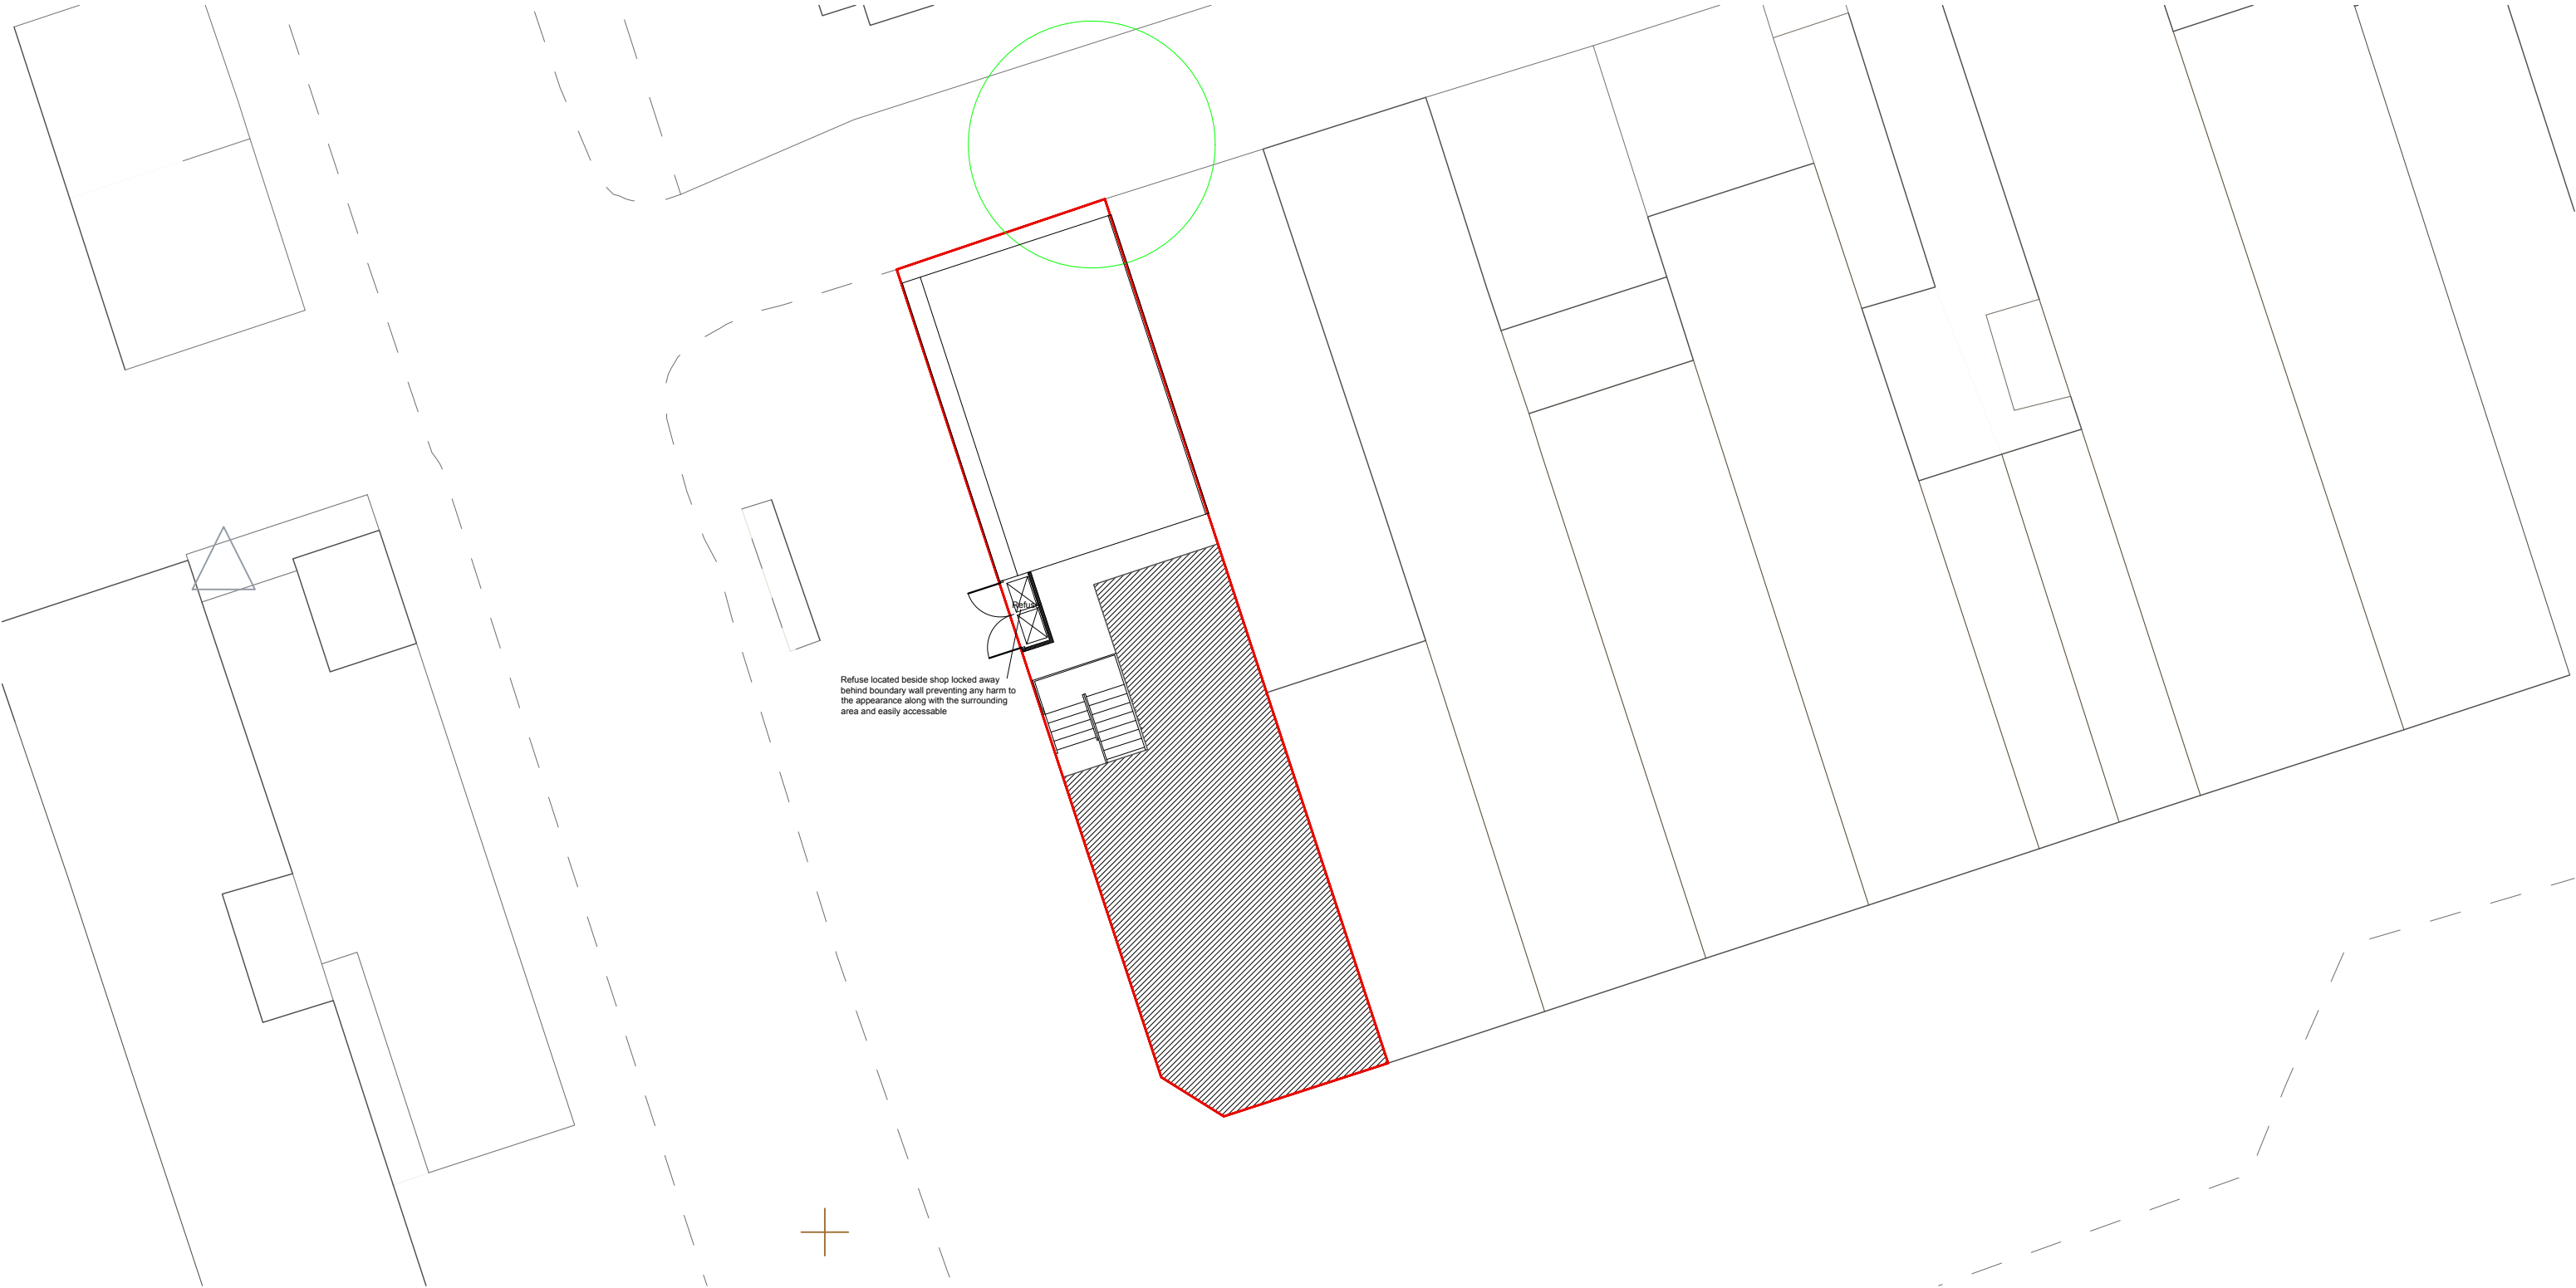 Refuse
Refuse located beside shop locked away
behind boundary wall preventing any harm to
the appearance along with the surrounding
area and easily accessable